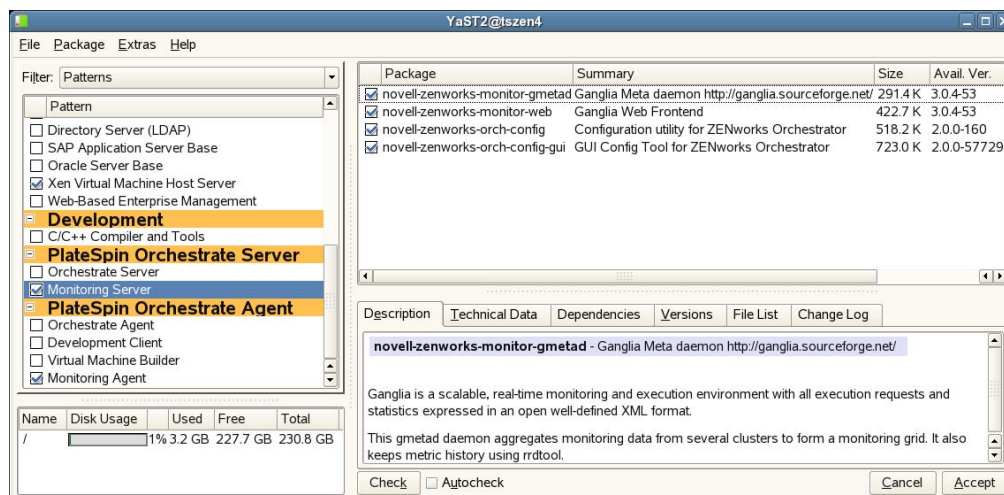 YaST2@tszen4
File Package Extras Help
Filter: Patterns
Pattern
Directory Server (LDAP)
SAP Application Server Base
Oracle Server Base
Xen Virtual Machine Host Server
Web-Based Enterprise Management
Development
C/C++ Compiler and Tools
PlateSpin Orchestrate Server
Orchestrate Server
Monitoring Server
PlateSpin Orchestrate Agent
Orchestrate Agent
Development Client
Virtual Machine Builder
Monitoring Agent
Name Disk Usage Used Free Total
/ 1% 3.2 GB 227.7 GB 230.8 GB
Package Summary Size Avail. Ver.
novell-zenworks-monitor-gmetad Ganglia Meta daemon http://ganglia.sourceforge.net/ 291.4 K 3.0.4-53
novell-zenworks-monitor-web Ganglia Web Frontend 422.7 K 3.0.4-53
novell-zenworks-orch-config Configuration utility for ZENworks Orchestrator 518.2 K 2.0.0-160
novell-zenworks-orch-config-gui GUI Config Tool for ZENworks Orchestrator 723.0 K 2.0.0-57729
Description Technical Data Dependencies Versions File List Change Log
novell-zenworks-monitor-gmetad - Ganglia Meta daemon http://ganglia.sourceforge.net/
Ganglia is a scalable, real-time monitoring and execution environment with all execution requests and
statistics expressed in an open well-defined XML format.
This gmetad daemon aggregates monitoring data from several clusters to form a monitoring grid. It also
keeps metric history using rrdtool.
Check Autocheck Cancel Accept